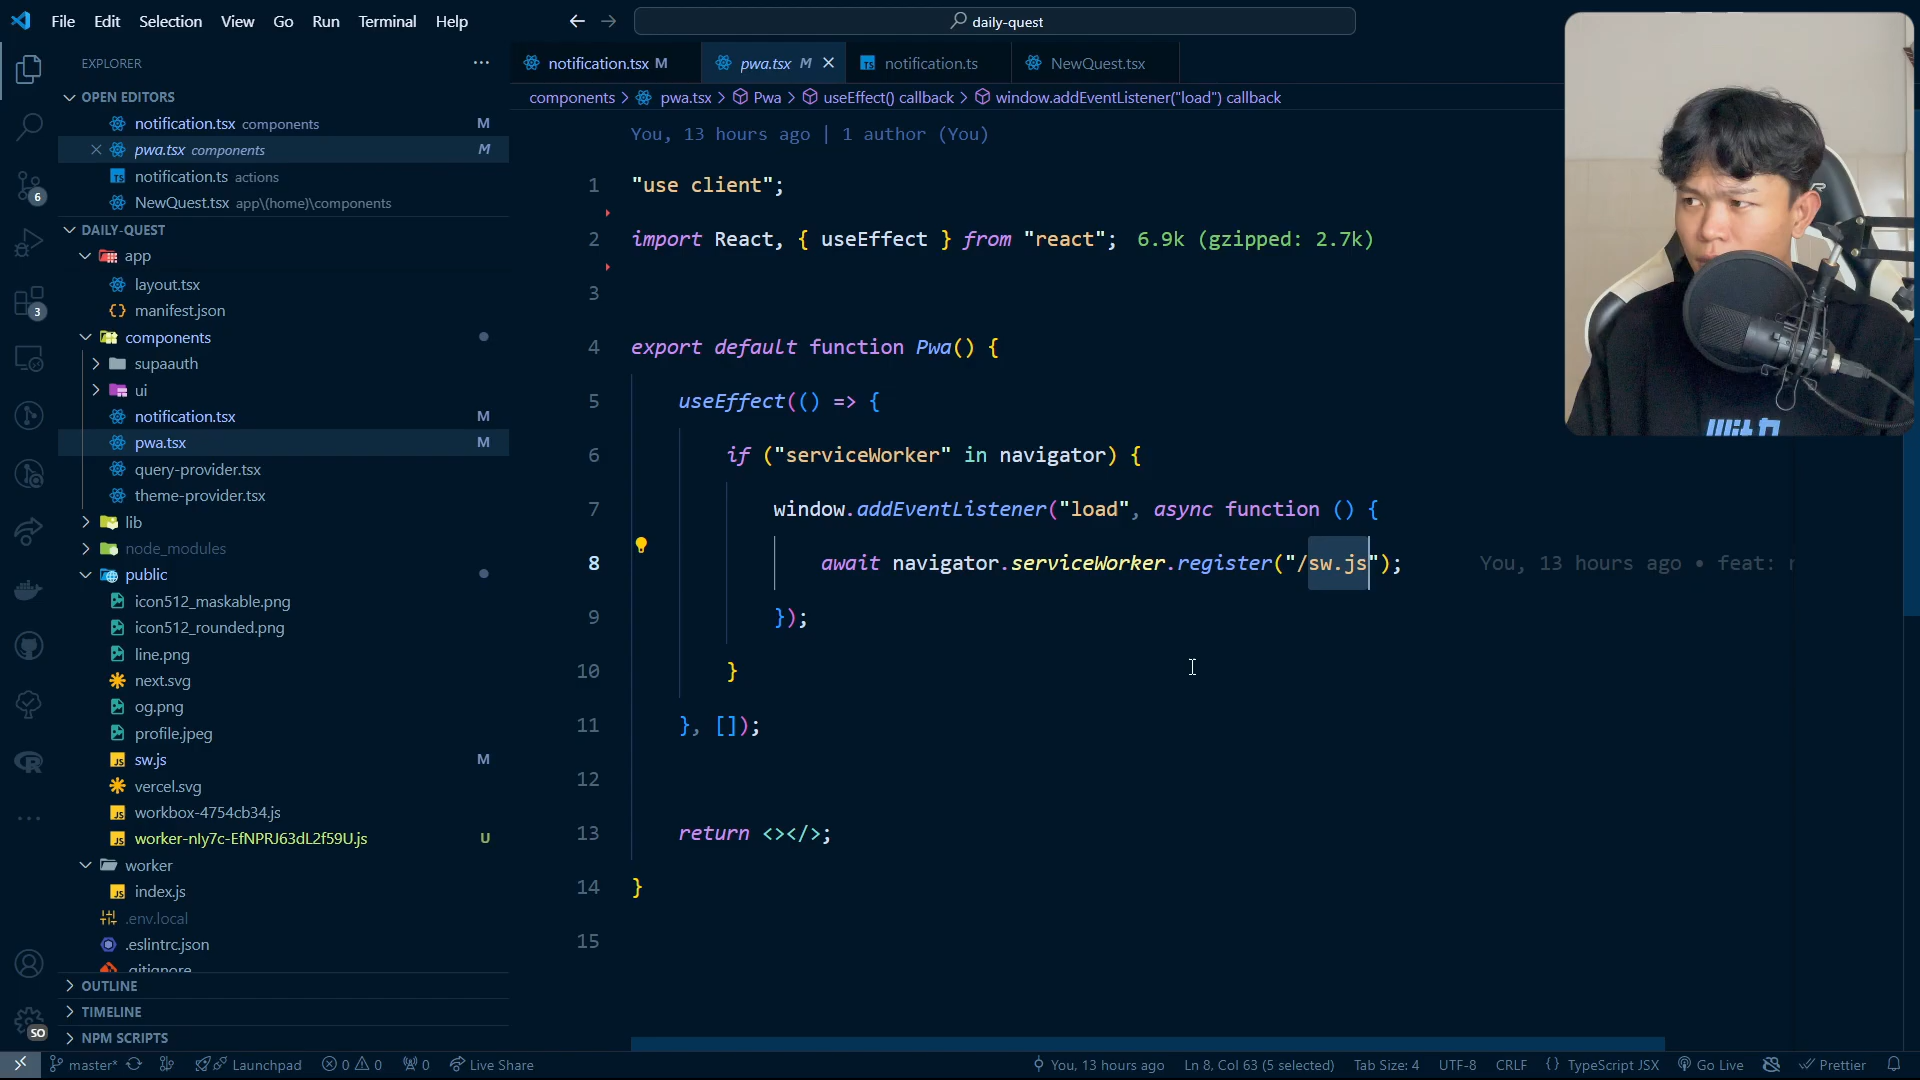 File Edit Selection View Go Run Terminal Help
daily-quest
EXPLORER
OPEN EDITORS
notification.tsx components M
pwa.tsx components M
notification.ts actions
NewQuest.tsx app\(home)\components
DAILY-QUEST
app
layout.tsx
manifest.json
components
supaauth
ui
notification.tsx M
pwa.tsx M
query-provider.tsx
theme-provider.tsx
lib
node_modules
public
icon512_maskable.png
icon512_rounded.png
line.png
next.svg
og.png
profile.jpeg
sw.js M
vercel.svg
workbox-4754cb34.js
worker-nIy7c-EfNPRJ63dL2f59U.js U
worker
index.js
.env.local
.eslintrc.json
.gitignore
OUTLINE
TIMELINE
NPM SCRIPTS
6
3
SO
notification.tsx M
pwa.tsx M
TS notification.ts
NewQuest.tsx
components > pwa.tsx > Pwa > useEffect() callback > window.addEventListener("load") callback
You, 13 hours ago | 1 author (You)
1 "use client";
2 import React, { useEffect } from "react"; 6.9k (gzipped: 2.7k)
3
4 export default function Pwa() {
5 useEffect(() => {
6 if ("serviceWorker" in navigator) {
7 window.addEventListener("load", async function () {
8 await navigator.serviceWorker.register("/sw.js"); You, 13 hours ago • feat:
9 });
10 }
11 }, []);
12
13 return <></>;
14 }
15
master* Launchpad 0 0 0 Live Share
You, 13 hours ago Ln 8, Col 63 (5 selected) Tab Size: 4 UTF-8 CRLF {} TypeScript JSX Go Live Prettier